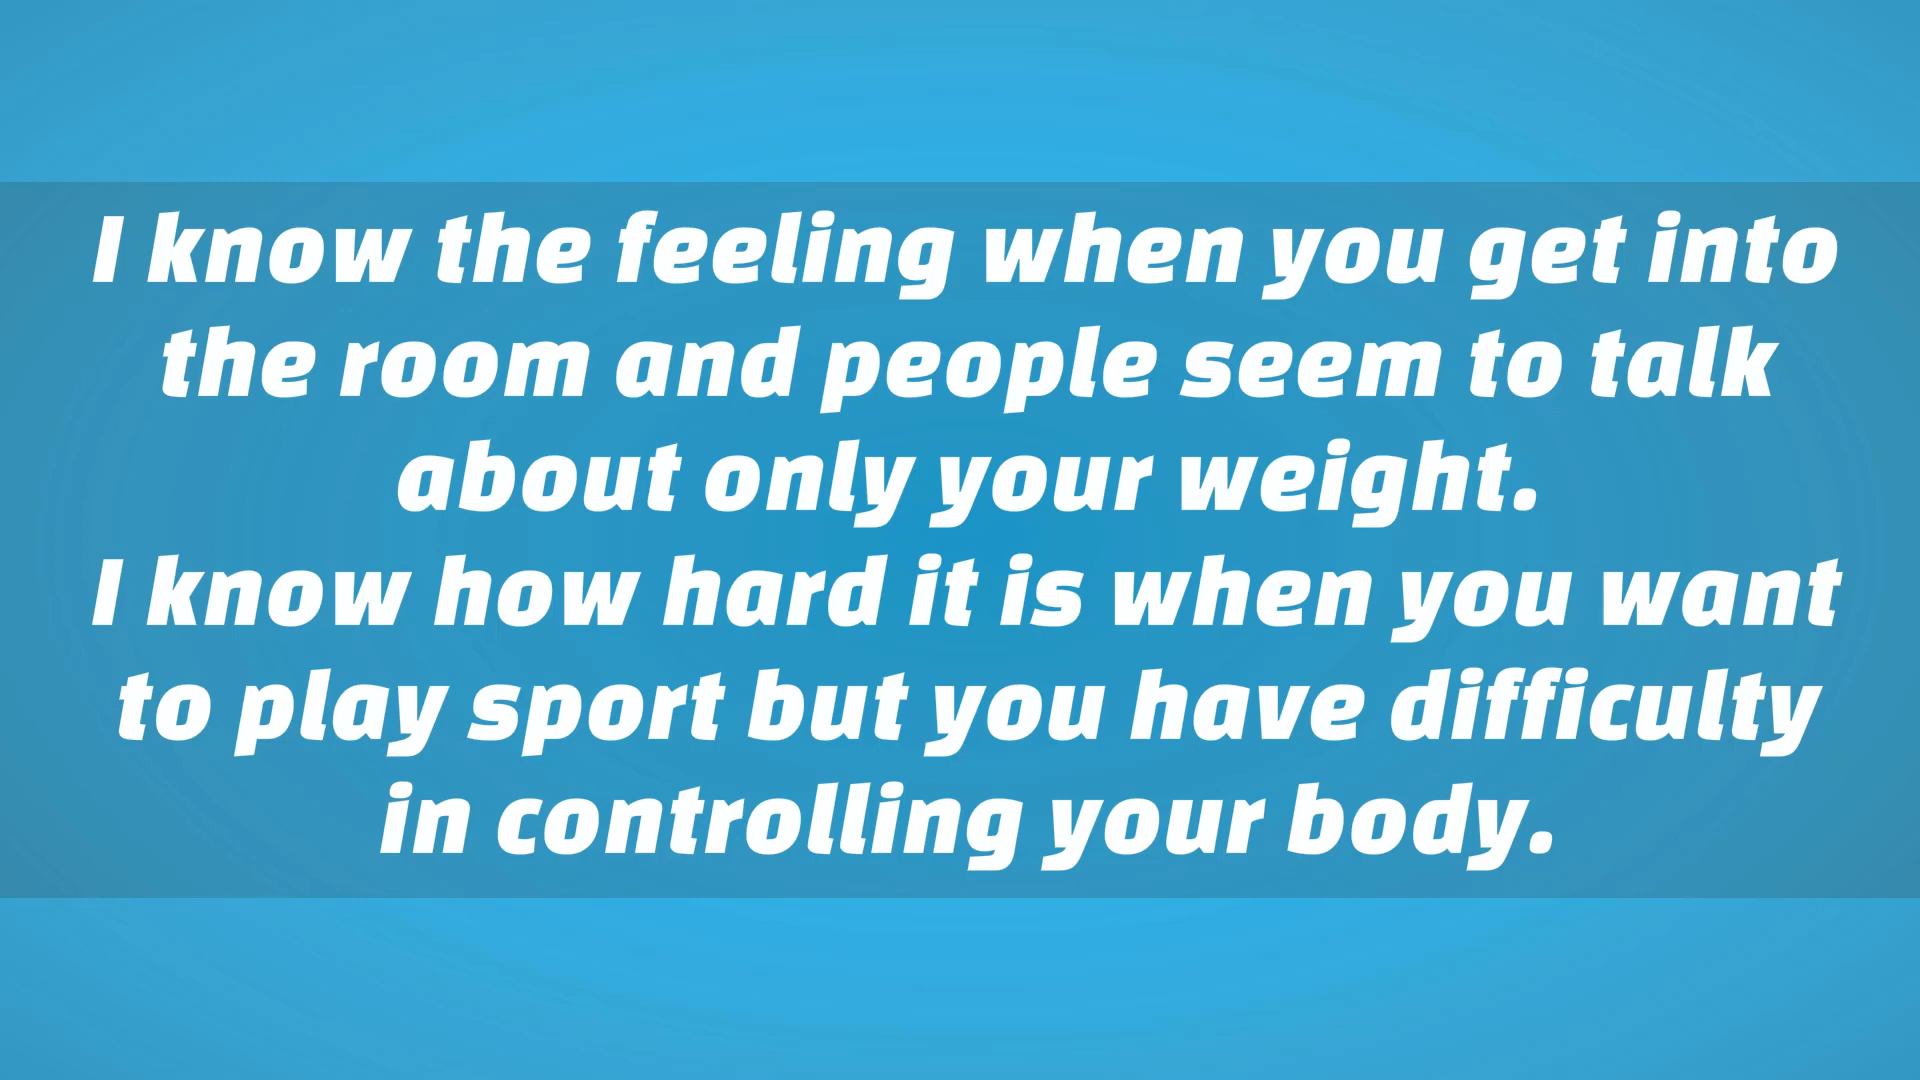 I know the feeling when you get into
the room and people seem to talk
about only your weight.
I know how hard it is when you want
to play sport but you have difficulty
in controlling your body.